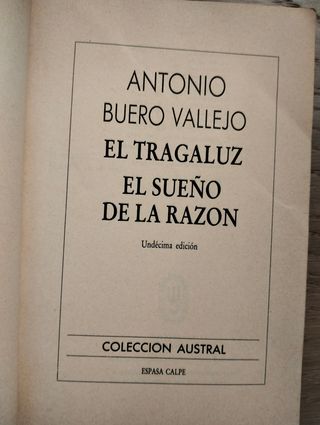 ANTONIO
BUERO VALLEJO
EL TRAGALUZ
EL SUEÑO
DE LA RAZON
Undécima edición
COLECCION AUSTRAL
ESPASA CALPE